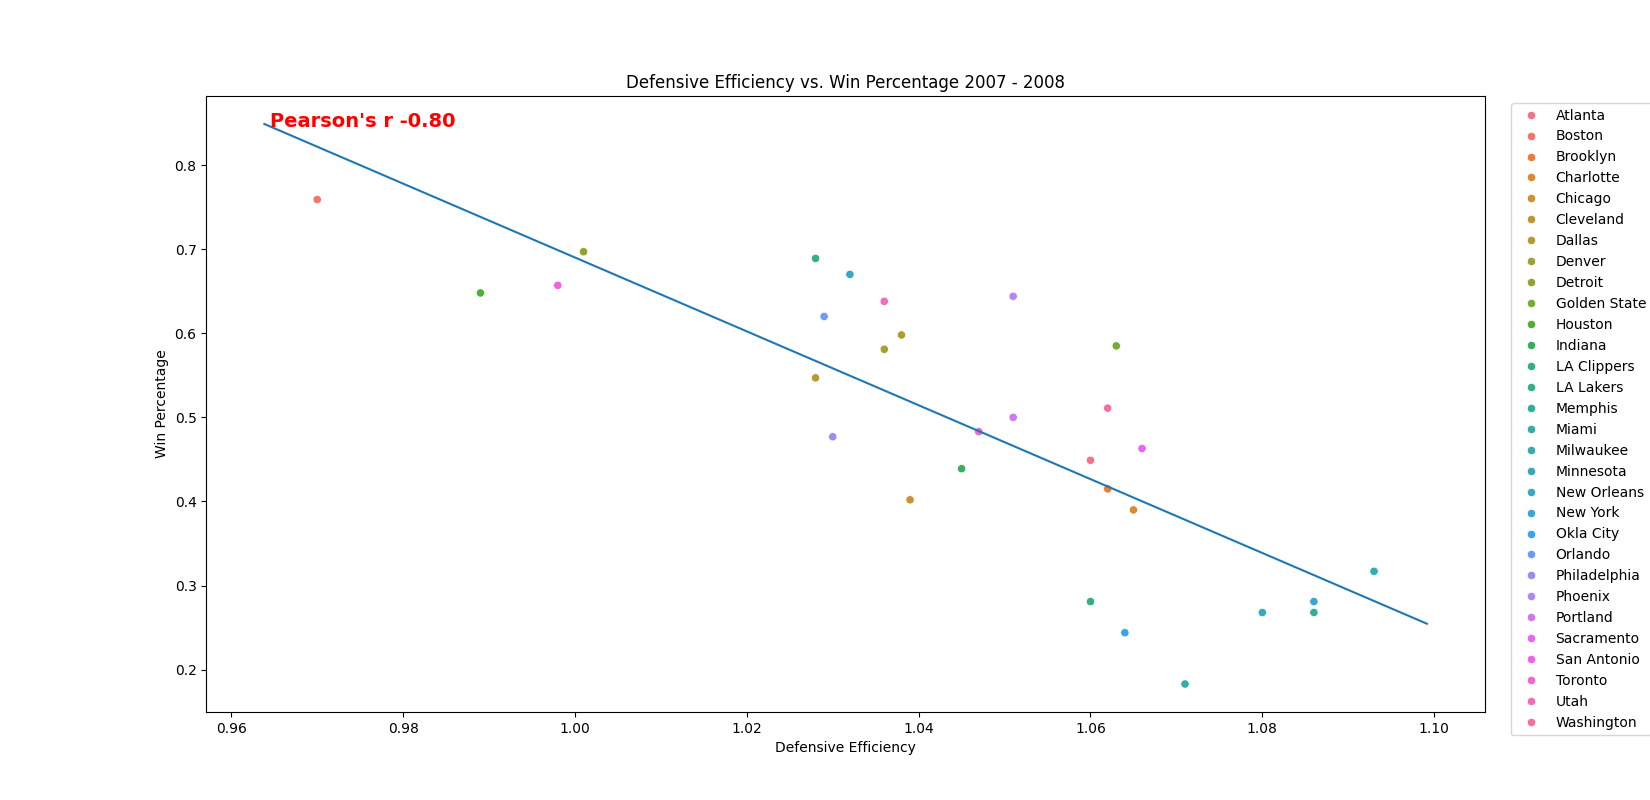 Defensive Efficiency vs. Win Percentage 2007 - 2008
Pearson's r -0.80
Win Percentage
0.8
0.7
0.6
0.5
0.4
0.3
0.2
0.96
0.98
1.00
1.02
1.04
1.06
1.08
1.10
Defensive Efficiency
Atlanta
Boston
Brooklyn
Charlotte
Chicago
Cleveland
Dallas
Denver
Detroit
Golden State
Houston
Indiana
LA Clippers
LA Lakers
Memphis
Miami
Milwaukee
Minnesota
New Orleans
New York
Okla City
Orlando
Philadelphia
Phoenix
Portland
Sacramento
San Antonio
Toronto
Utah
Washington